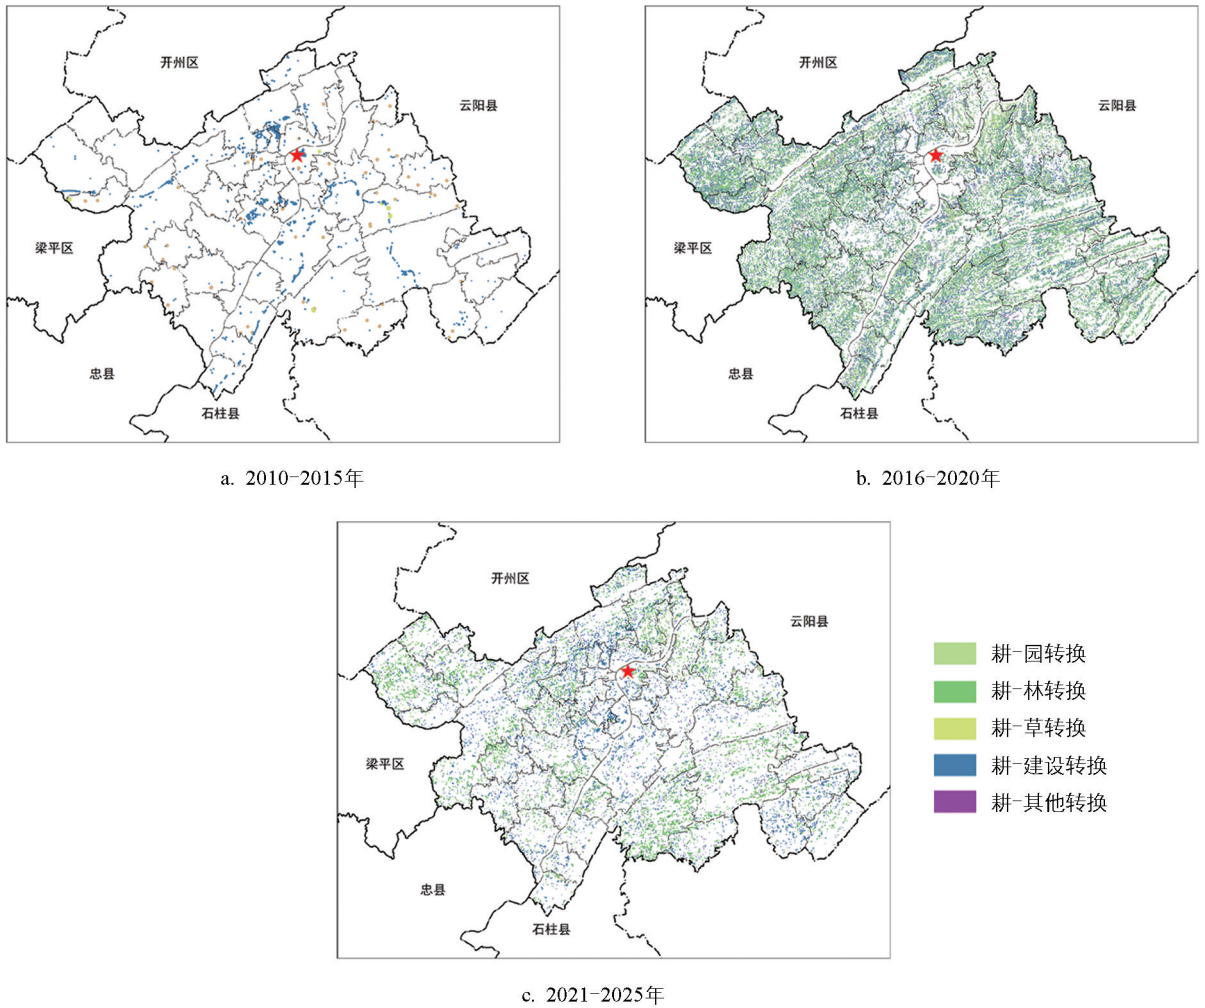 开州区
云阳县
梁平区
忠县
石柱县
a. 2010-2015年
开州区
云阳县
梁平区
忠县
石柱县
b. 2016-2020年
开州区
云阳县
梁平区
忠县
石柱县
c. 2021-2025年
耕-园转换
耕-林转换
耕-草转换
耕-建设转换
耕-其他转换